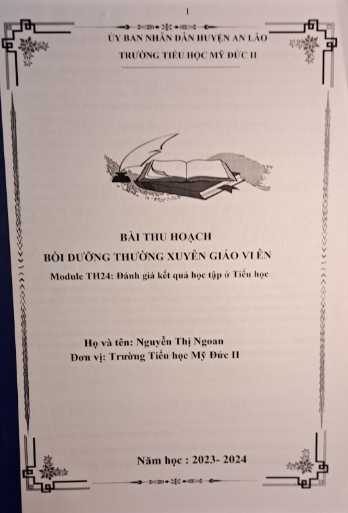 1
ỦY BAN NHÂN DÂN HUYỆN AN LÃO
TRƯỜNG TIỂU HỌC MỸ ĐỨC II
BÀI THU HOẠCH
BỒI DƯỠNG THƯỜNG XUYÊN GIÁO VI ÊN
Module TH24: Đánh giá kết quả học tập ở Tiểu học
Họ và tên: Nguyễn Thị Ngoan
Đơn vị: Trường Tiểu học Mỹ Đức II
Năm học : 2023- 2024